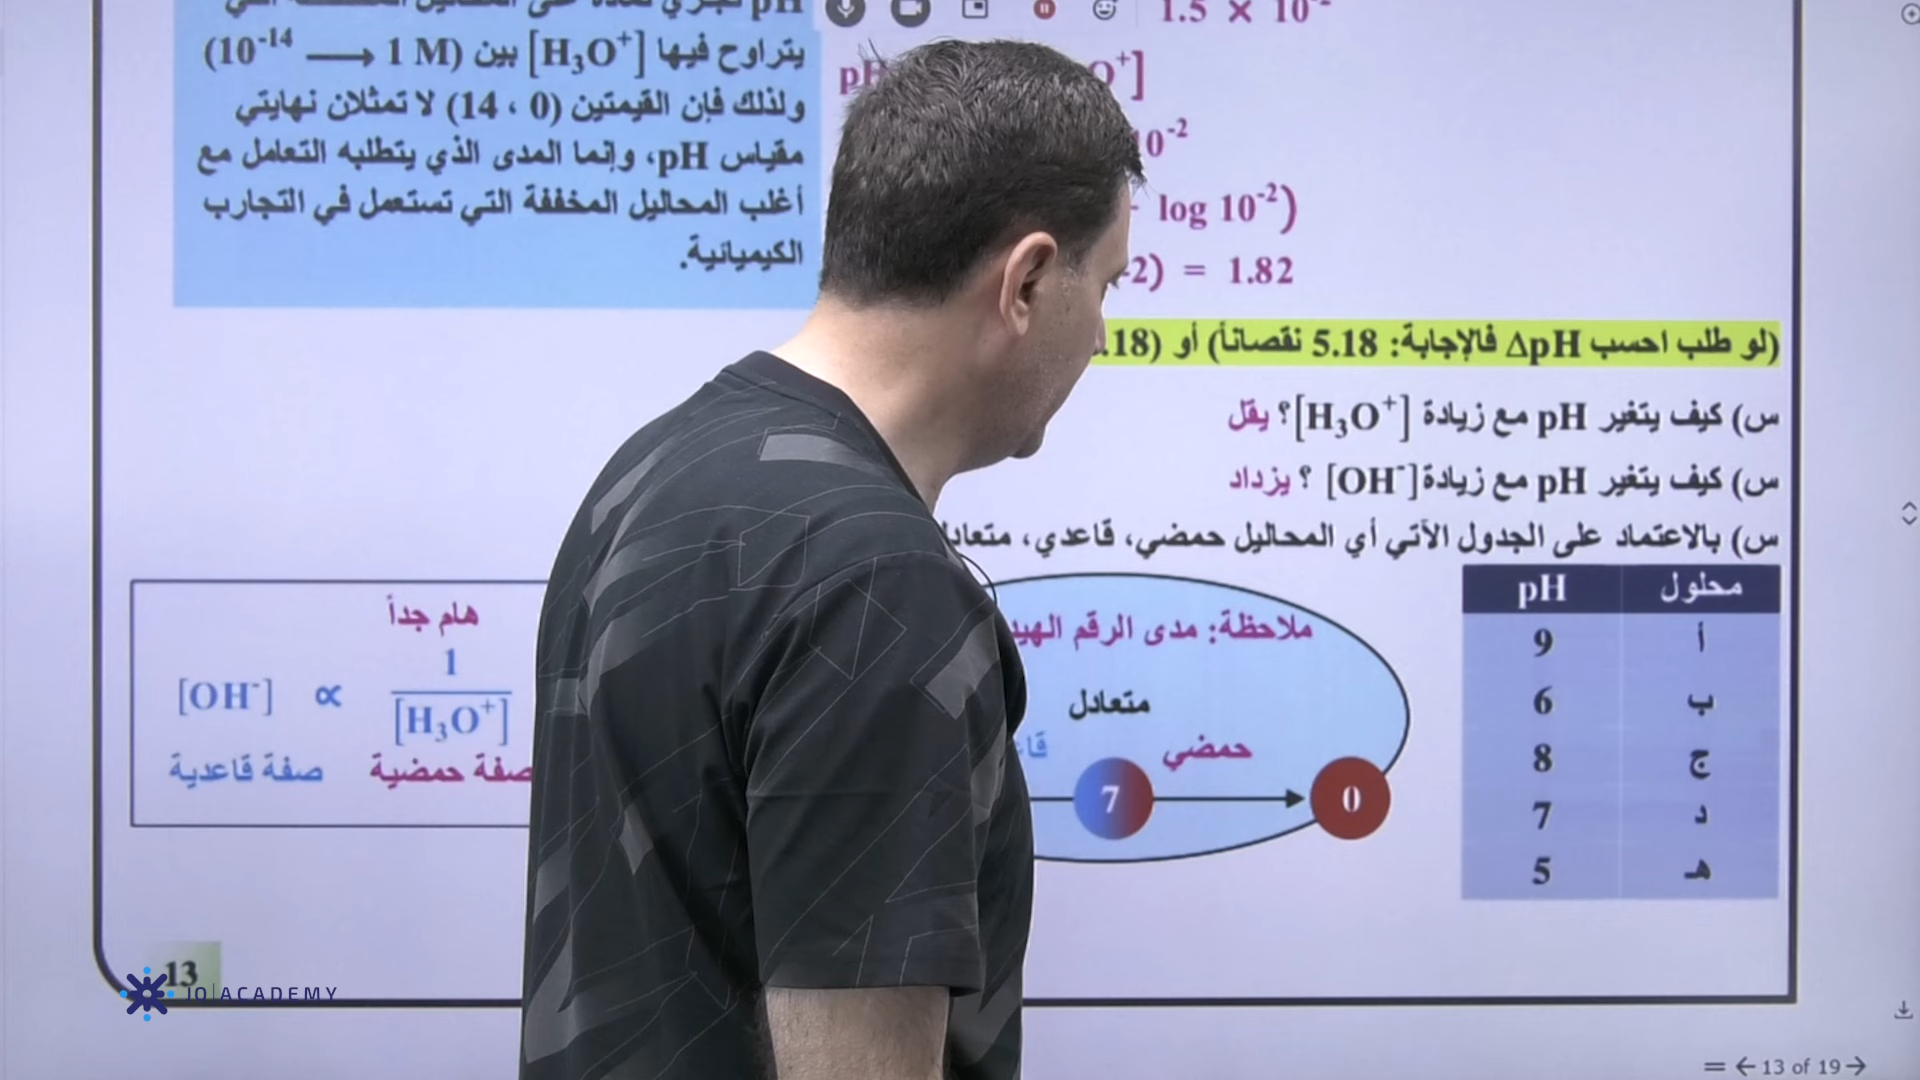 1.5 × 10
يتراوح فيها [H₃O⁺] بين (10⁻¹⁴ ⟶ 1 M)
ولذلك فإن القيمتين (0 ، 14) لا تمثلان نهايتي
مقياس pH، وإنما المدى الذي يتطلبه التعامل مع
أغلب المحاليل المخففة التي تستعمل في التجارب
الكيميائية.
O⁺]
10⁻²
log 10⁻²)
-2) = 1.82
(لو طلب احسب ΔpH فالإجابة: 5.18 نقصاناً) أو (.18
س) كيف يتغير pH مع زيادة [H₃O⁺]؟ يقل
س) كيف يتغير pH مع زيادة [OH⁻] ؟ يزداد
س) بالاعتماد على الجدول الآتي أي المحاليل حمضي، قاعدي،
محلول pH
أ 9
ب 6
ج 8
د 7
هـ 5
ملاحظة: مدى الرقم
متعادل
حمضي
7 0
هام جداً
[OH⁻] ∝ 1/[H₃O⁺]
صفة قاعدية صفة حمضية
13
JO ACADEMY
13 of 19